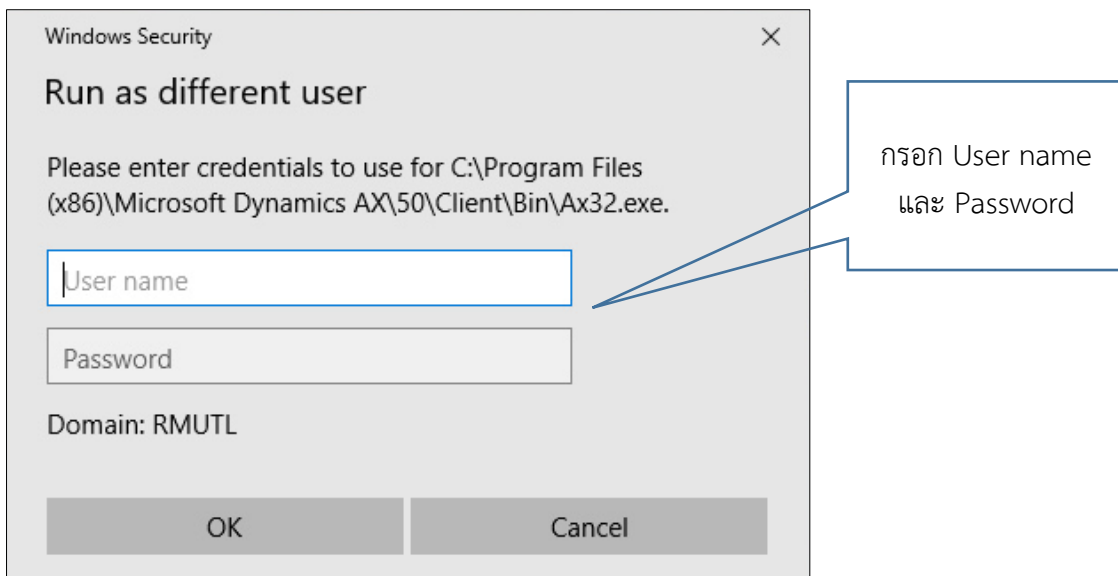 Windows Security
Run as different user
Please enter credentials to use for C:\Program Files
(x86)\Microsoft Dynamics AX\50\Client\Bin\Ax32.exe.
User name
Password
Domain: RMUTL
OK
Cancel
กรอก User name
และ Password